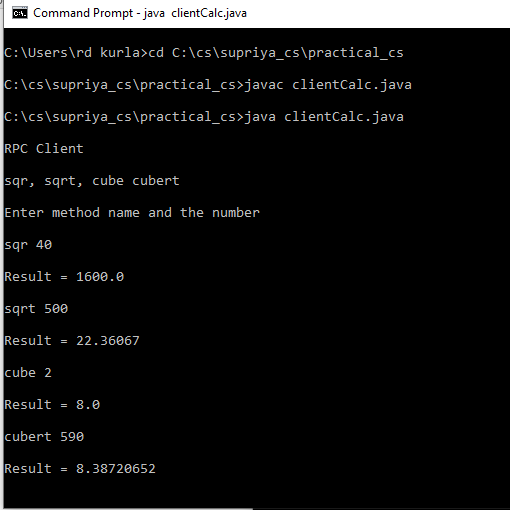 Command Prompt - java  clientCalc.java
C:\Users\rd kurla>cd C:\cs\supriya_cs\practical_cs
C:\cs\supriya_cs\practical_cs>javac clientCalc.java
C:\cs\supriya_cs\practical_cs>java clientCalc.java
RPC Client
sqr, sqrt, cube cubert
Enter method name and the number
sqr 40
Result = 1600.0
sqrt 500
Result = 22.36067
cube 2
Result = 8.0
cubert 590
Result = 8.38720652